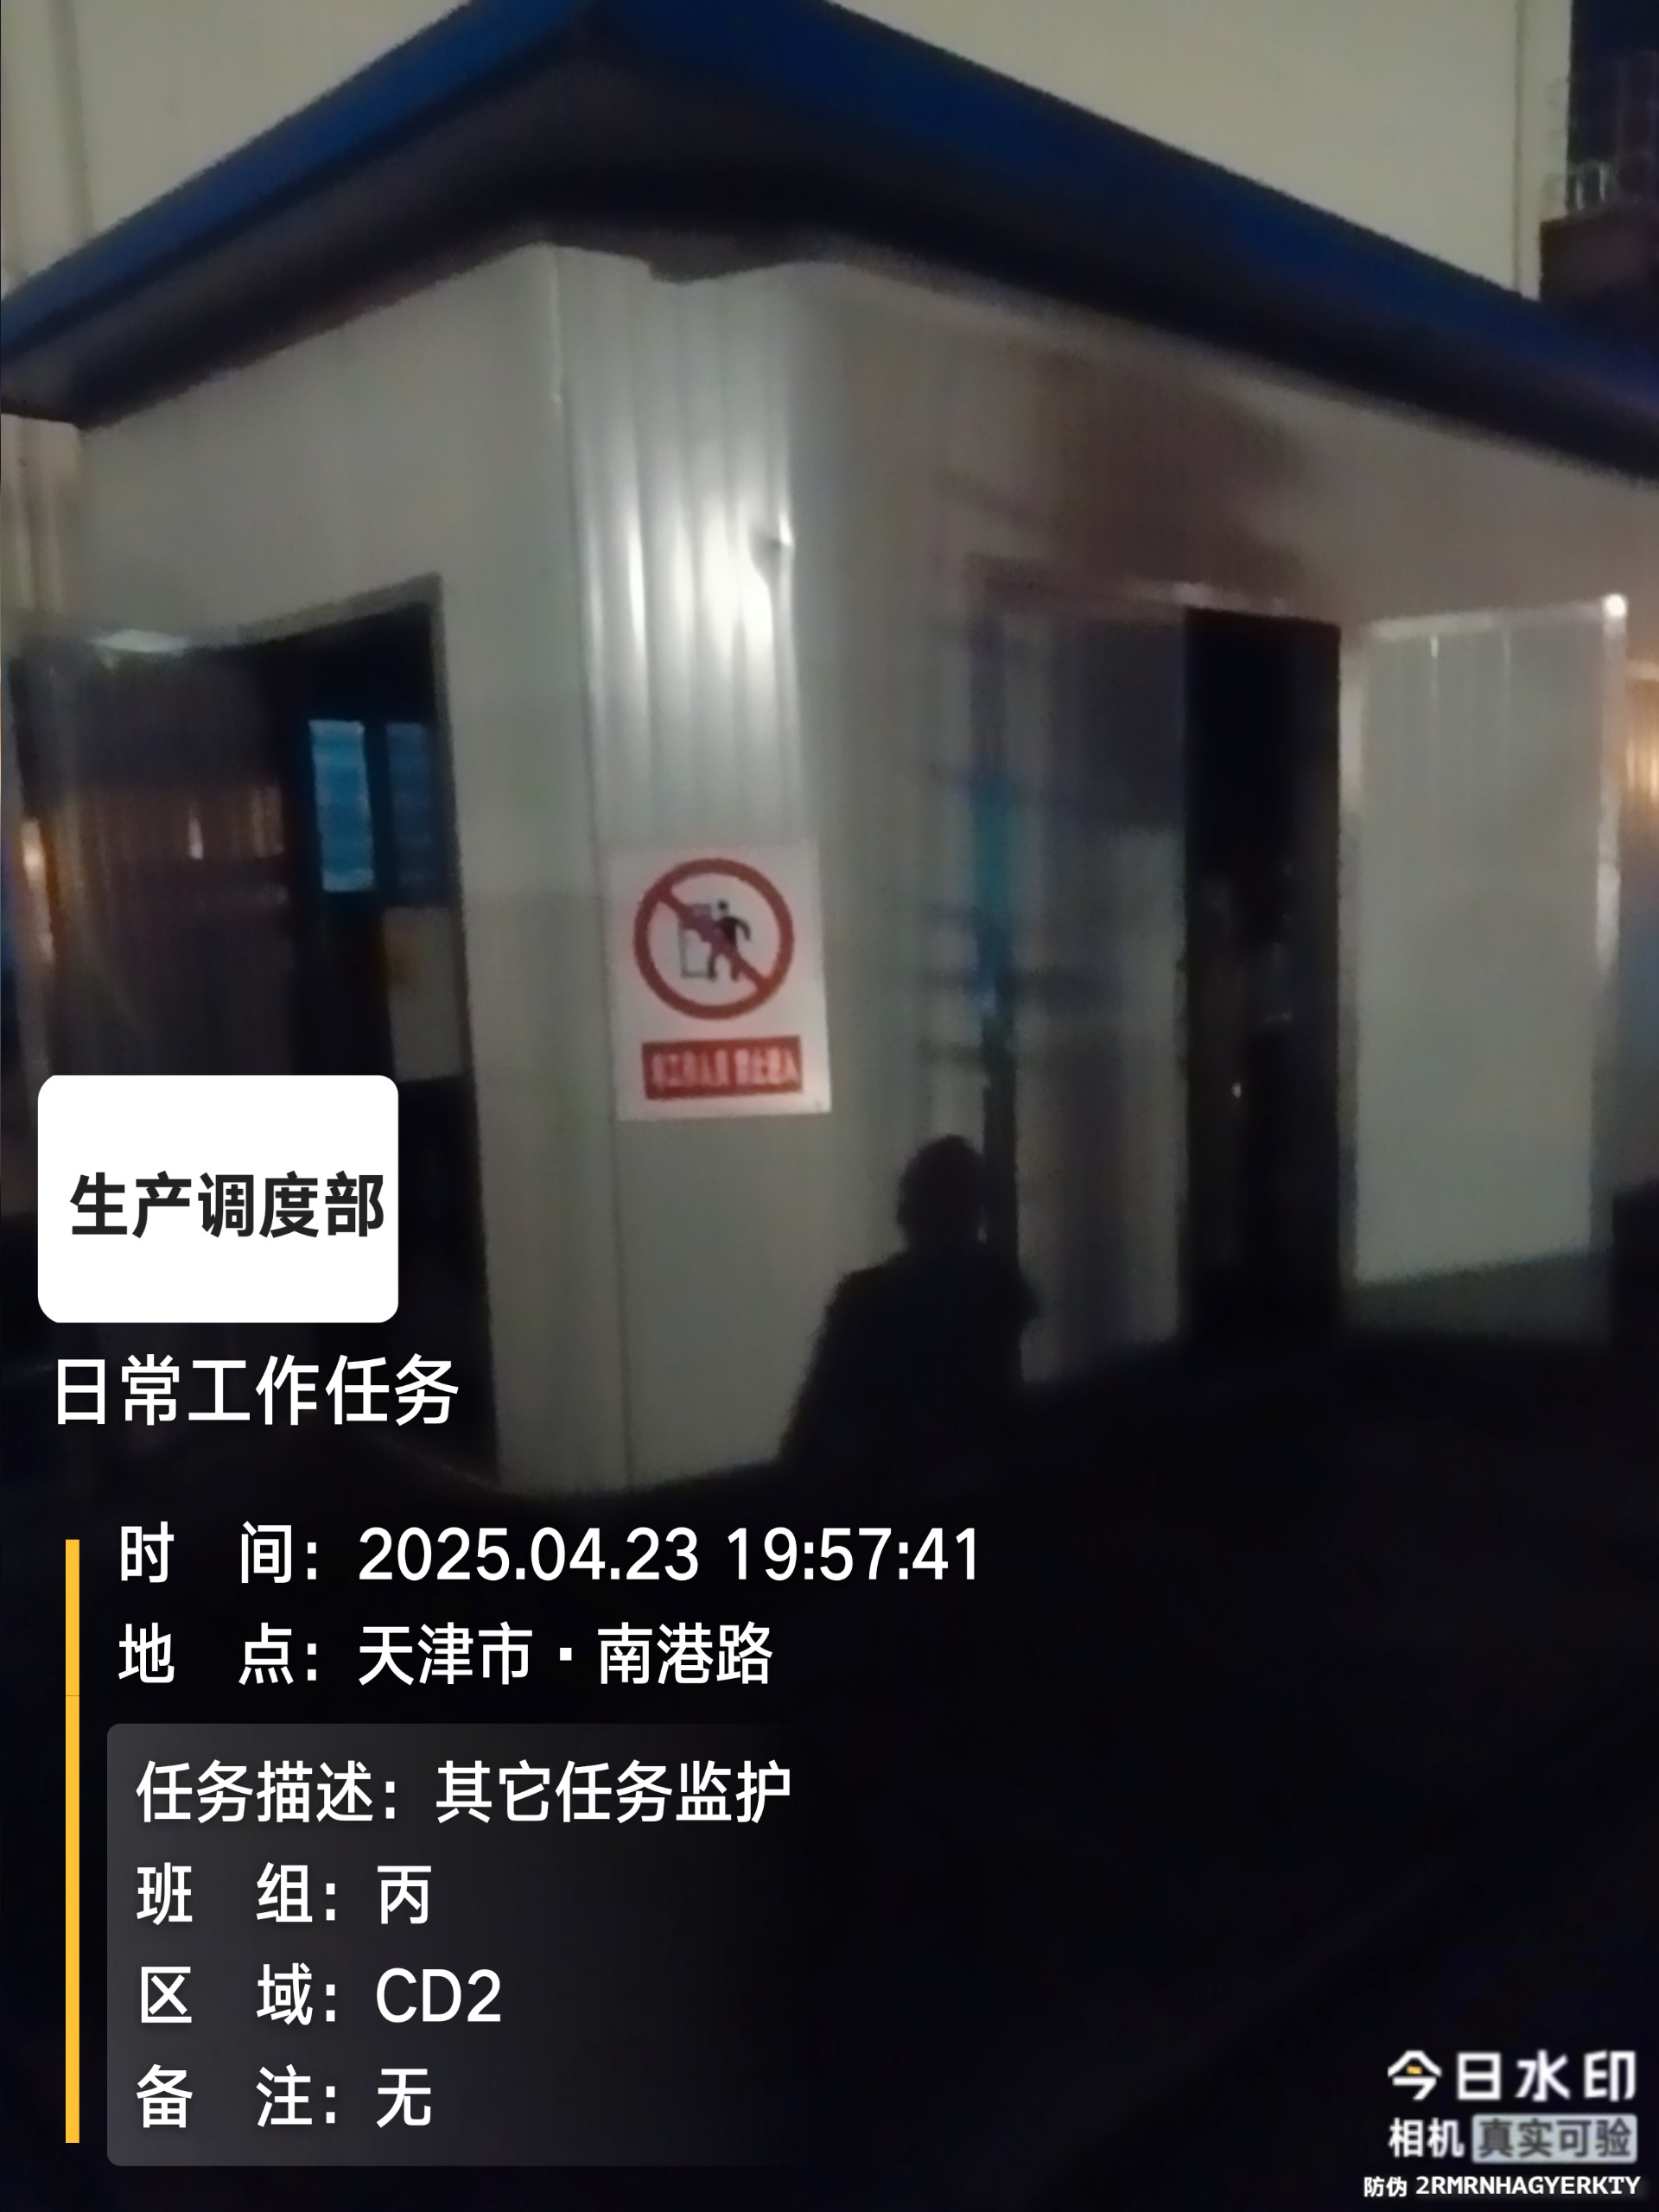 生产调度部
日常工作任务
时 间：2025.04.23 19:57:41
地 点：天津市·南港路
任务描述：其它任务监护
班 组：丙
区 域：CD2
备 注：无
今日水印
相机 真实可验
防伪 2RMRNHAGYERKTY